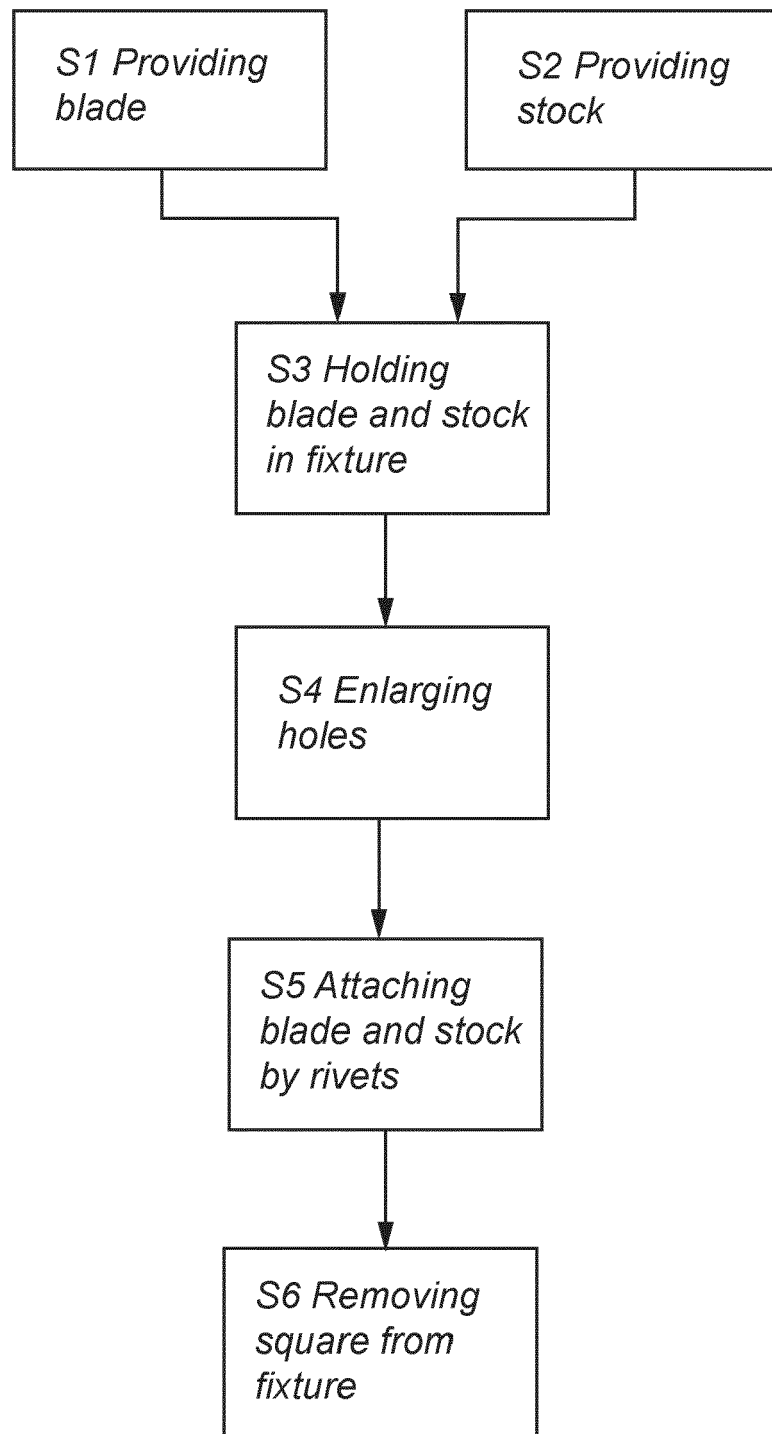 S1 Providing
blade
S2 Providing
stock
S3 Holding
blade and stock
in fixture
S4 Enlarging
holes
S5 Attaching
blade and stock
by rivets
S6 Removing
square from
fixture